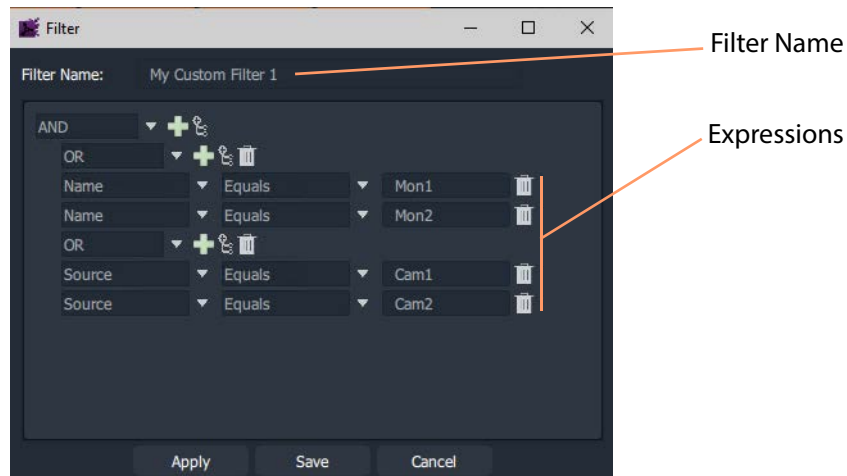 Filter
Filter Name: My Custom Filter 1
Filter Name
Expressions
AND
OR
Name Equals Mon1
Name Equals Mon2
OR
Source Equals Cam1
Source Equals Cam2
Apply Save Cancel